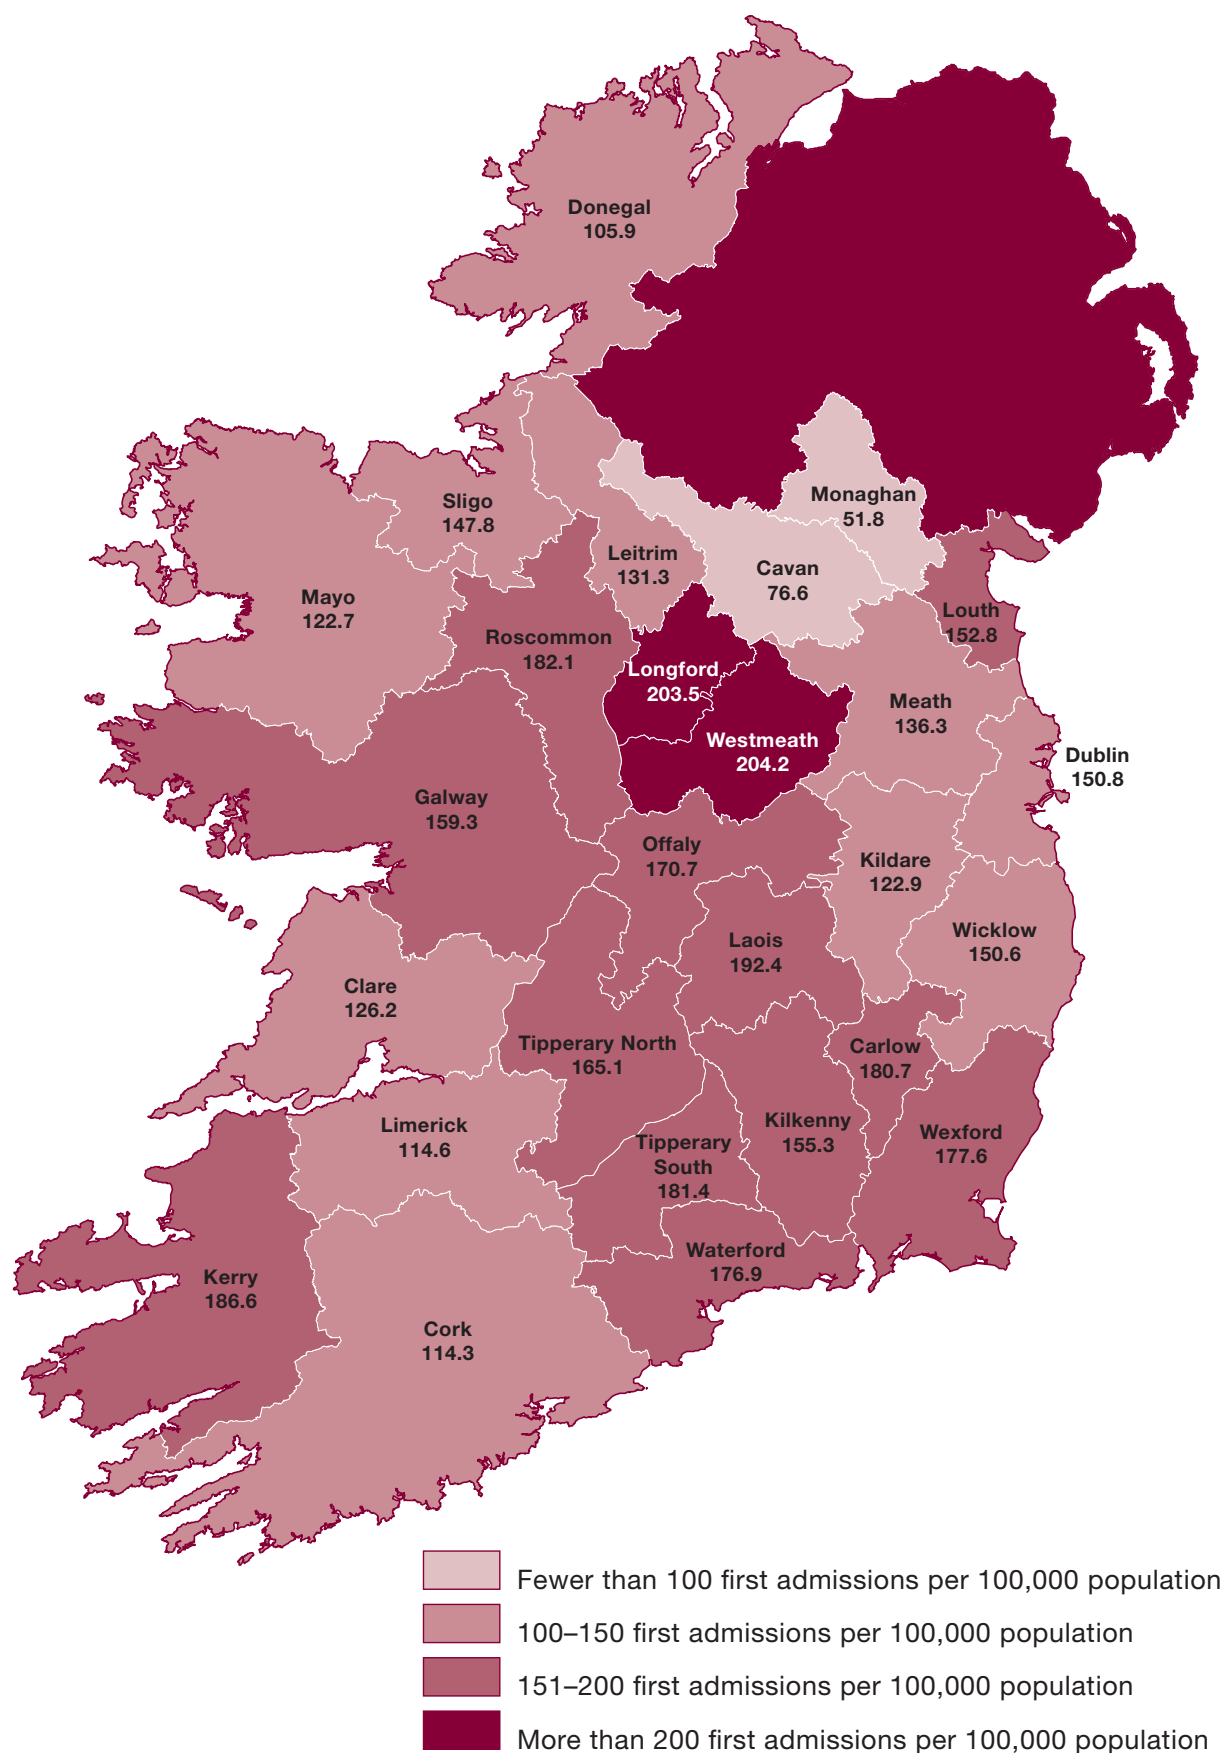 Donegal
105.9
Monaghan
51.8
Sligo
147.8
Leitrim
131.3
Cavan
76.6
Mayo
122.7
Louth
152.8
Roscommon
182.1
Longford
203.5
Meath
136.3
Westmeath
204.2
Dublin
150.8
Galway
159.3
Offaly
170.7
Kildare
122.9
Wicklow
150.6
Laois
192.4
Clare
126.2
Tipperary North
165.1
Carlow
180.7
Limerick
114.6
Kilkenny
155.3
Wexford
177.6
Tipperary
South
181.4
Waterford
176.9
Kerry
186.6
Cork
114.3
Fewer than 100 first admissions per 100,000 population
100–150 first admissions per 100,000 population
151–200 first admissions per 100,000 population
More than 200 first admissions per 100,000 population